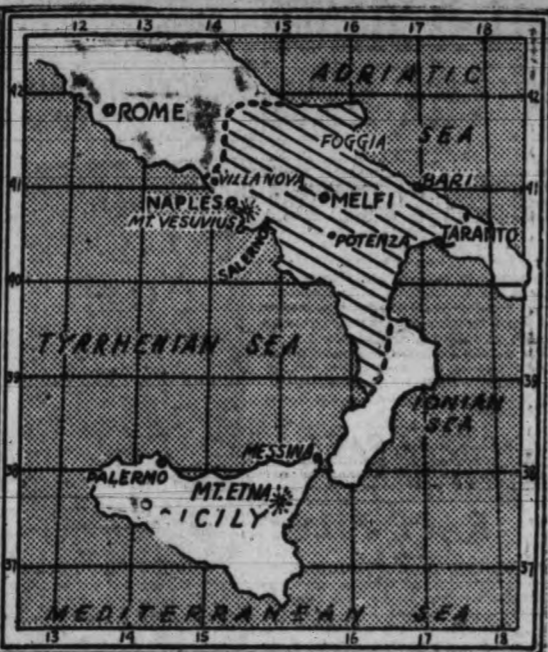 12 13 14 15 16 17 18
ADRIATIC
42
ROME
FOGGIA
SEA
VILLA NOVA
BARI
41 41
NAPLES
MELFI
MT. VESUVIUS
TARANTO
POTENZA
SALERNO
40 40
TYRRHENIAN SEA
39 39
IONIAN
SEA
MESSINA
38 38
PALERMO
MT. ETNA
SICILY
37 37
MEDITERRANEAN SEA
13 14 15 16 17 18